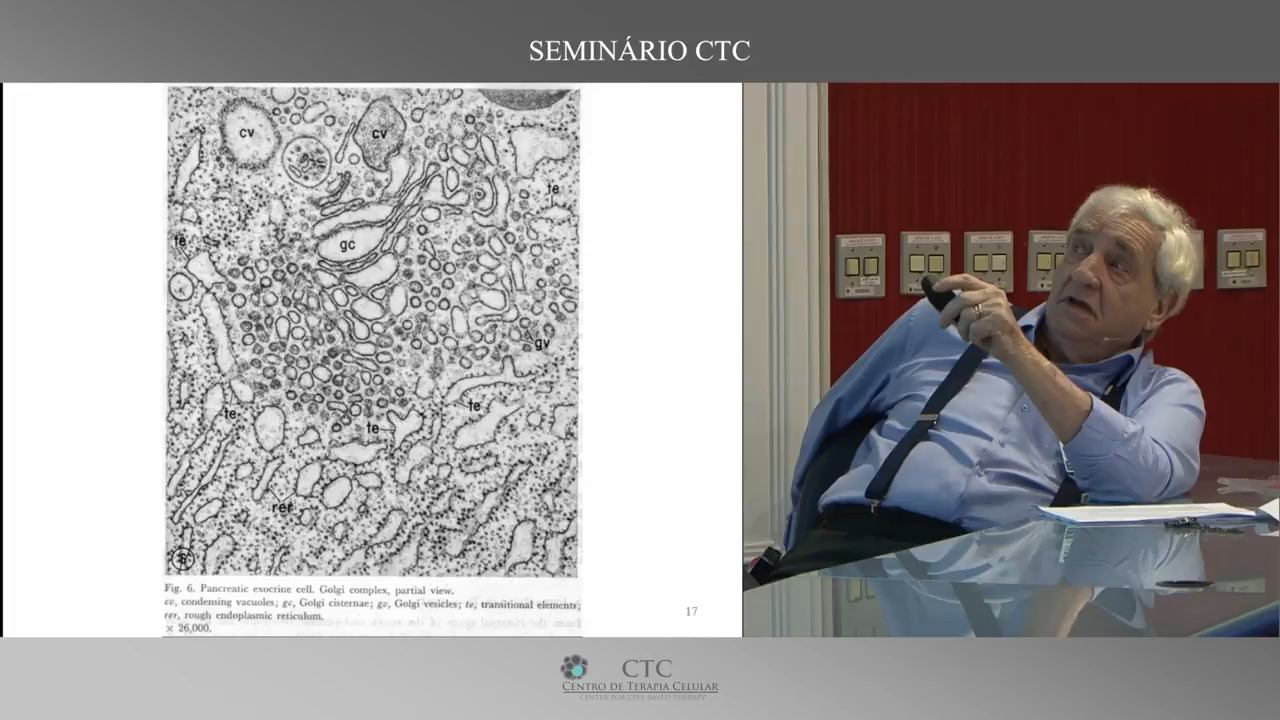 SEMINÁRIO CTC
cv
cv
te
te
gc
gv
te
te
te
rer
6
Fig. 6. Pancreatic exocrine cell. Golgi complex, partial view.
cv, condensing vacuoles; gc, Golgi cisternae; gv, Golgi vesicles; te, transitional elements;
rer, rough endoplasmic reticulum.
× 26,000.
17
CTC
CENTRO DE TERAPIA CELULAR
CENTER FOR CELL BASED THERAPY